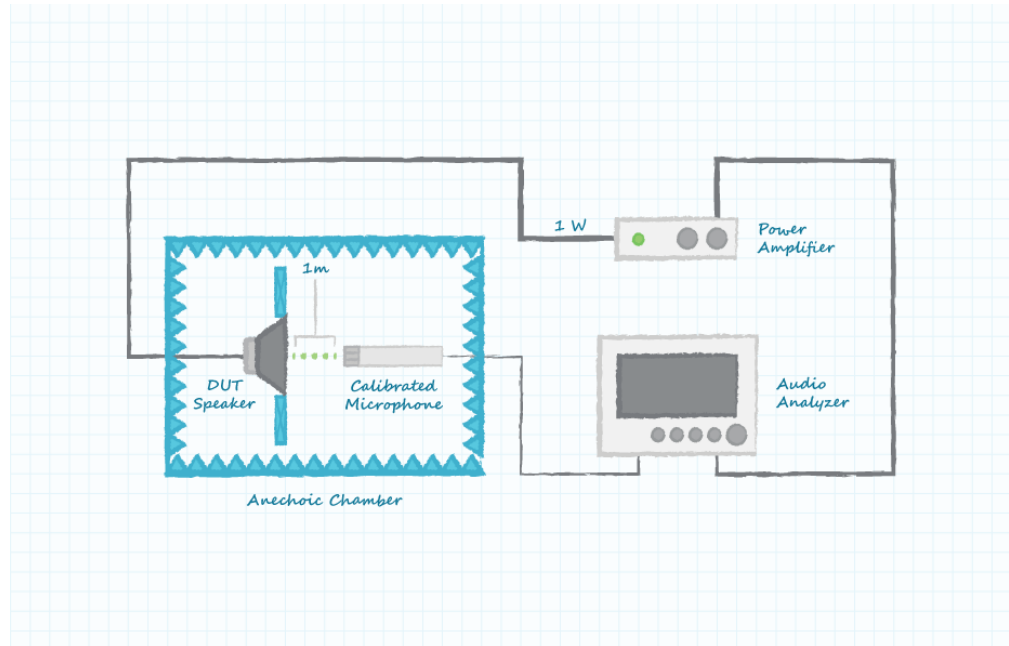 1 W
Power
Amplifier
1m
DUT
Speaker
Calibrated
Microphone
Audio
Analyzer
Anechoic Chamber